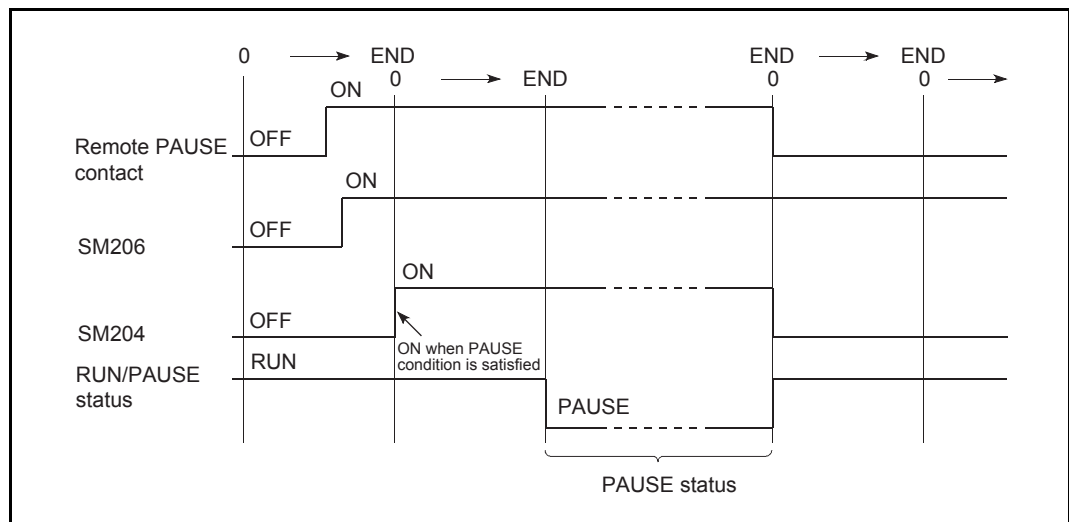 0 END END END
0 END 0 0
ON
OFF
Remote PAUSE
contact
ON
OFF
SM206
ON
OFF
SM204
ON when PAUSE
condition is satisfied
RUN
RUN/PAUSE
status
PAUSE
PAUSE status